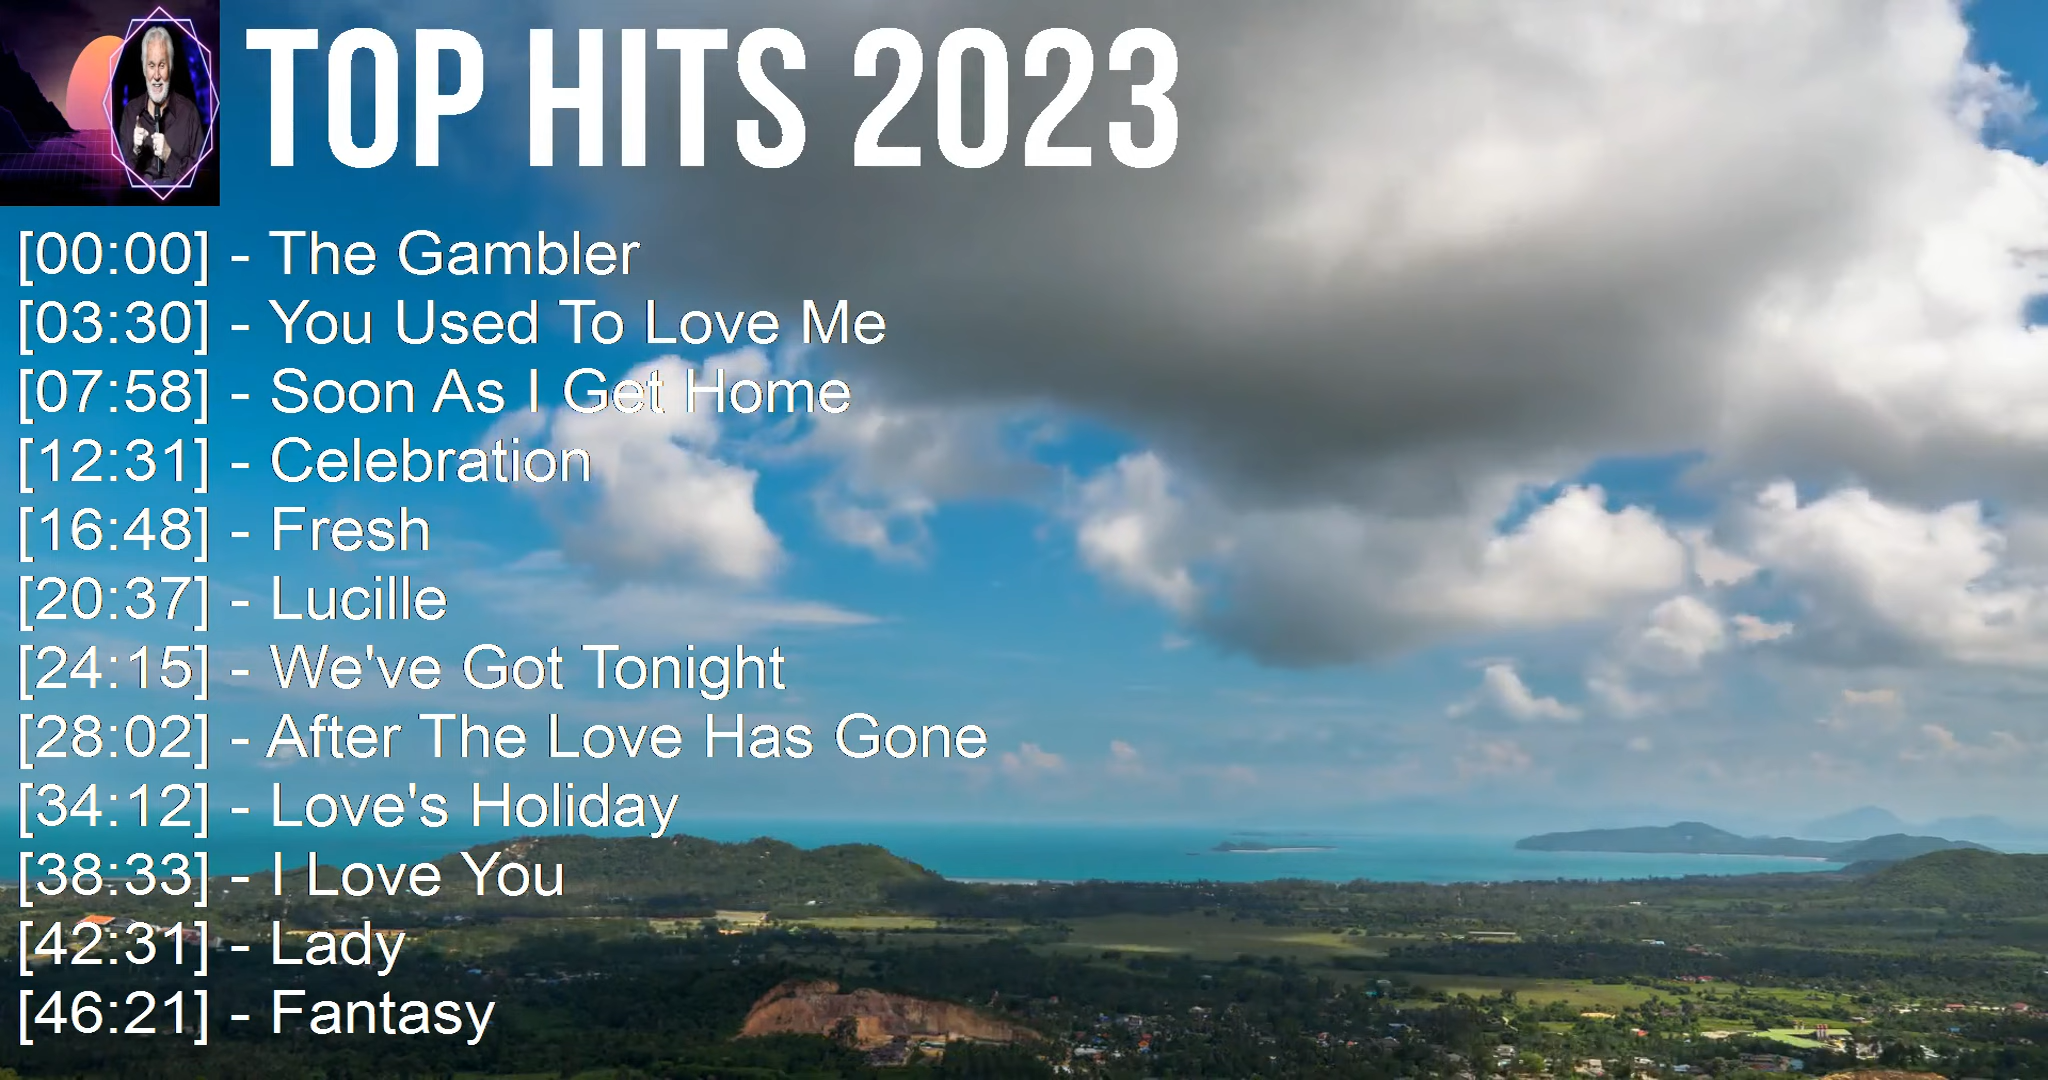 TOP HITS 2023
[00:00] - The Gambler
[03:30] - You Used To Love Me
[07:58] - Soon As I Get Home
[12:31] - Celebration
[16:48] - Fresh
[20:37] - Lucille
[24:15] - We've Got Tonight
[28:02] - After The Love Has Gone
[34:12] - Love's Holiday
[38:33] - I Love You
[42:31] - Lady
[46:21] - Fantasy